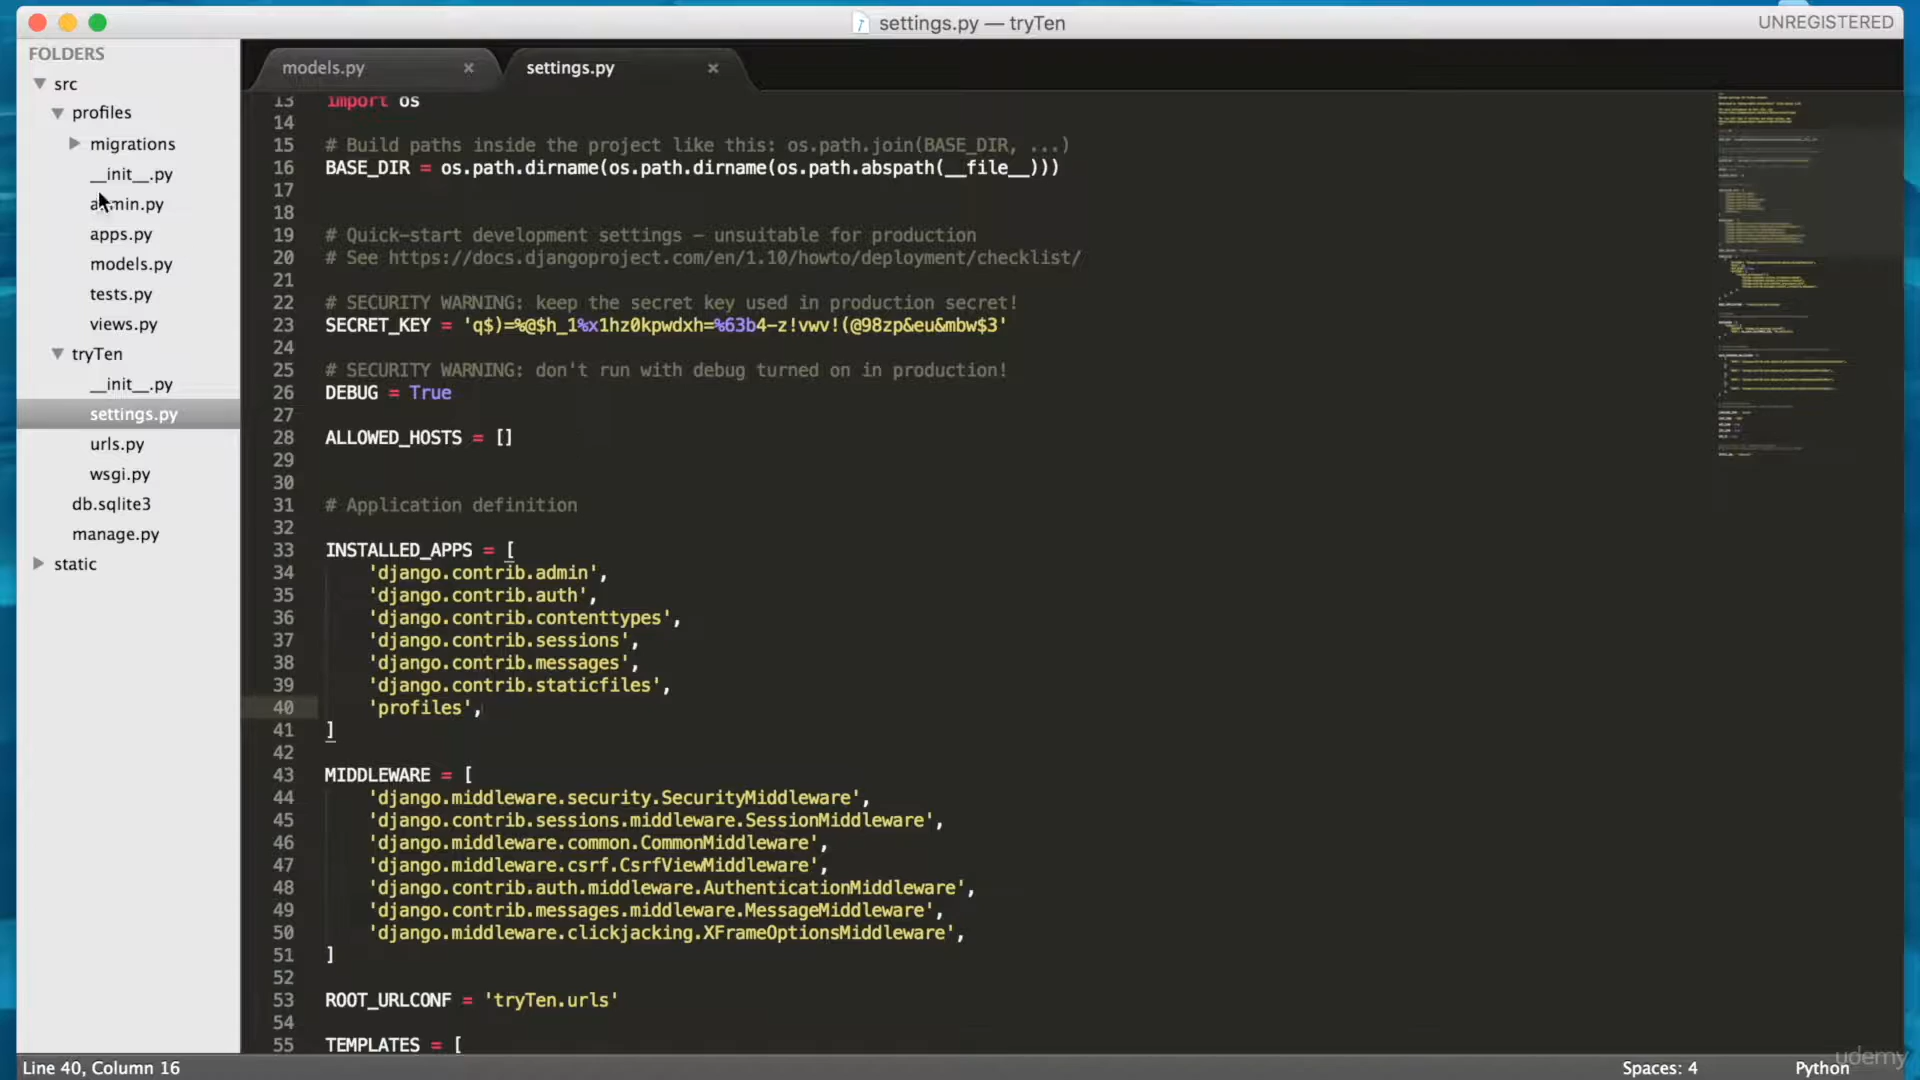 settings.py — tryTen
UNREGISTERED
FOLDERS
src
profiles
migrations
__init__.py
admin.py
apps.py
models.py
tests.py
views.py
tryTen
__init__.py
settings.py
urls.py
wsgi.py
db.sqlite3
manage.py
static
models.py ×
settings.py ×
13 import os
14
15 # Build paths inside the project like this: os.path.join(BASE_DIR, ...)
16 BASE_DIR = os.path.dirname(os.path.dirname(os.path.abspath(__file__)))
17
18
19 # Quick-start development settings - unsuitable for production
20 # See https://docs.djangoproject.com/en/1.10/howto/deployment/checklist/
21
22 # SECURITY WARNING: keep the secret key used in production secret!
23 SECRET_KEY = 'q$)=%@$h_1%x1hz0kpwdxh=%63b4-z!vwv!(@98zp&eu&mbw$3'
24
25 # SECURITY WARNING: don't run with debug turned on in production!
26 DEBUG = True
27
28 ALLOWED_HOSTS = []
29
30
31 # Application definition
32
33 INSTALLED_APPS = [
34 'django.contrib.admin',
35 'django.contrib.auth',
36 'django.contrib.contenttypes',
37 'django.contrib.sessions',
38 'django.contrib.messages',
39 'django.contrib.staticfiles',
40 'profiles',
41 ]
42
43 MIDDLEWARE = [
44 'django.middleware.security.SecurityMiddleware',
45 'django.contrib.sessions.middleware.SessionMiddleware',
46 'django.middleware.common.CommonMiddleware',
47 'django.middleware.csrf.CsrfViewMiddleware',
48 'django.contrib.auth.middleware.AuthenticationMiddleware',
49 'django.contrib.messages.middleware.MessageMiddleware',
50 'django.middleware.clickjacking.XFrameOptionsMiddleware',
51 ]
52
53 ROOT_URLCONF = 'tryTen.urls'
54
55 TEMPLATES = [
Line 40, Column 16
Spaces: 4
Python
udemy